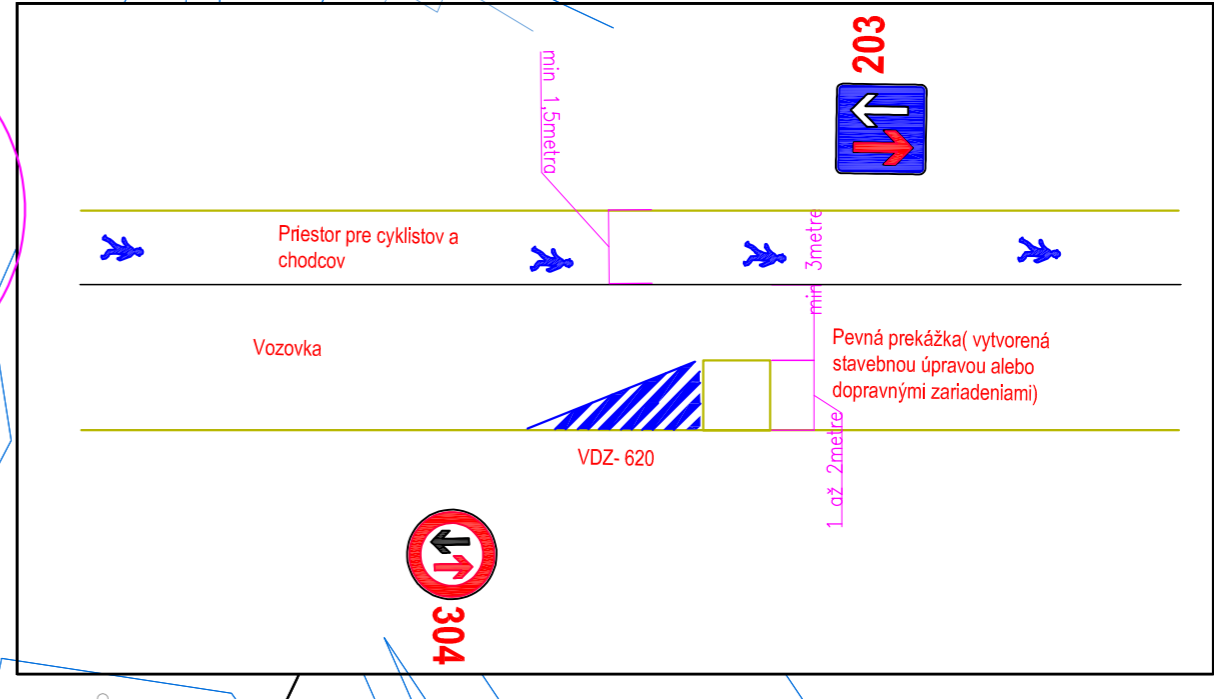 203
min 1,5metra
Priestor pre cyklistov a
chodcov
min 3metre
Vozovka
Pevná prekážka( vytvorená
stavebnou úpravou alebo
dopravnými zariadeniami)
VDZ- 620
1 až 2metre
304